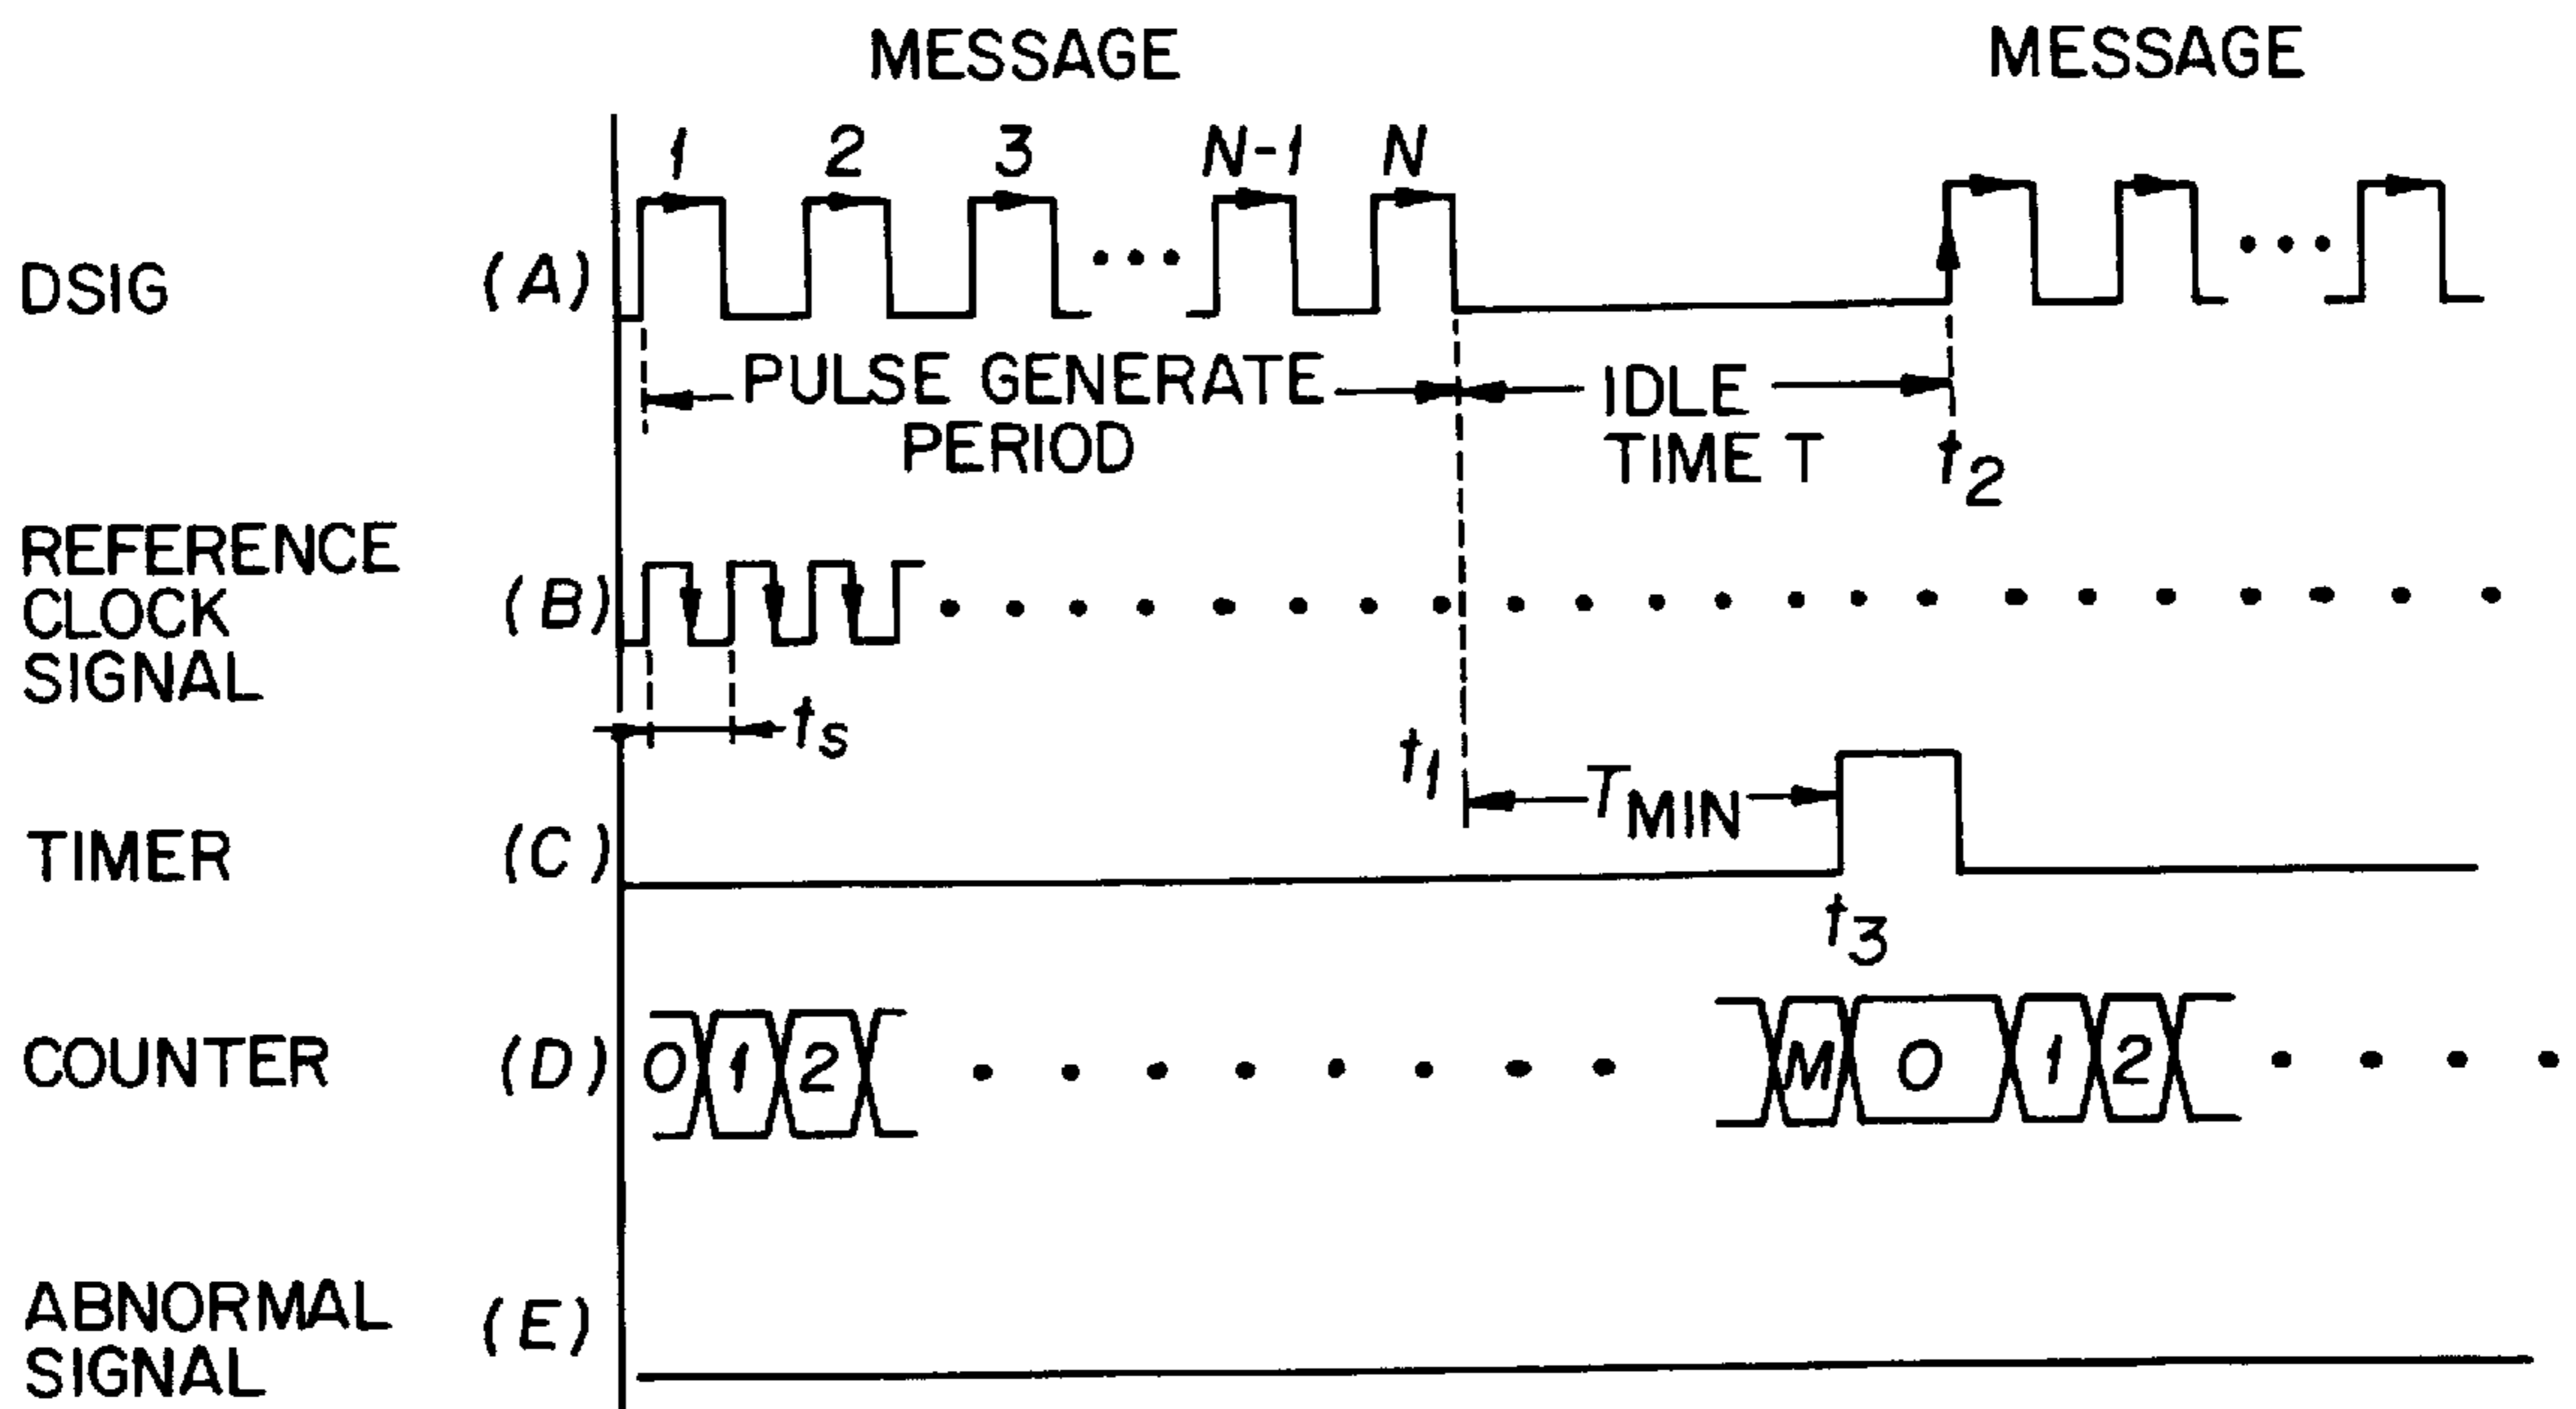 MESSAGE MESSAGE
1 2 3 N-1 N
DSIG (A)
PULSE GENERATE PERIOD
IDLE TIME T
t2
REFERENCE CLOCK SIGNAL (B)
ts
t1
TMIN
TIMER (C)
t3
COUNTER (D) 0 1 2 M 0 1 2
ABNORMAL SIGNAL (E)